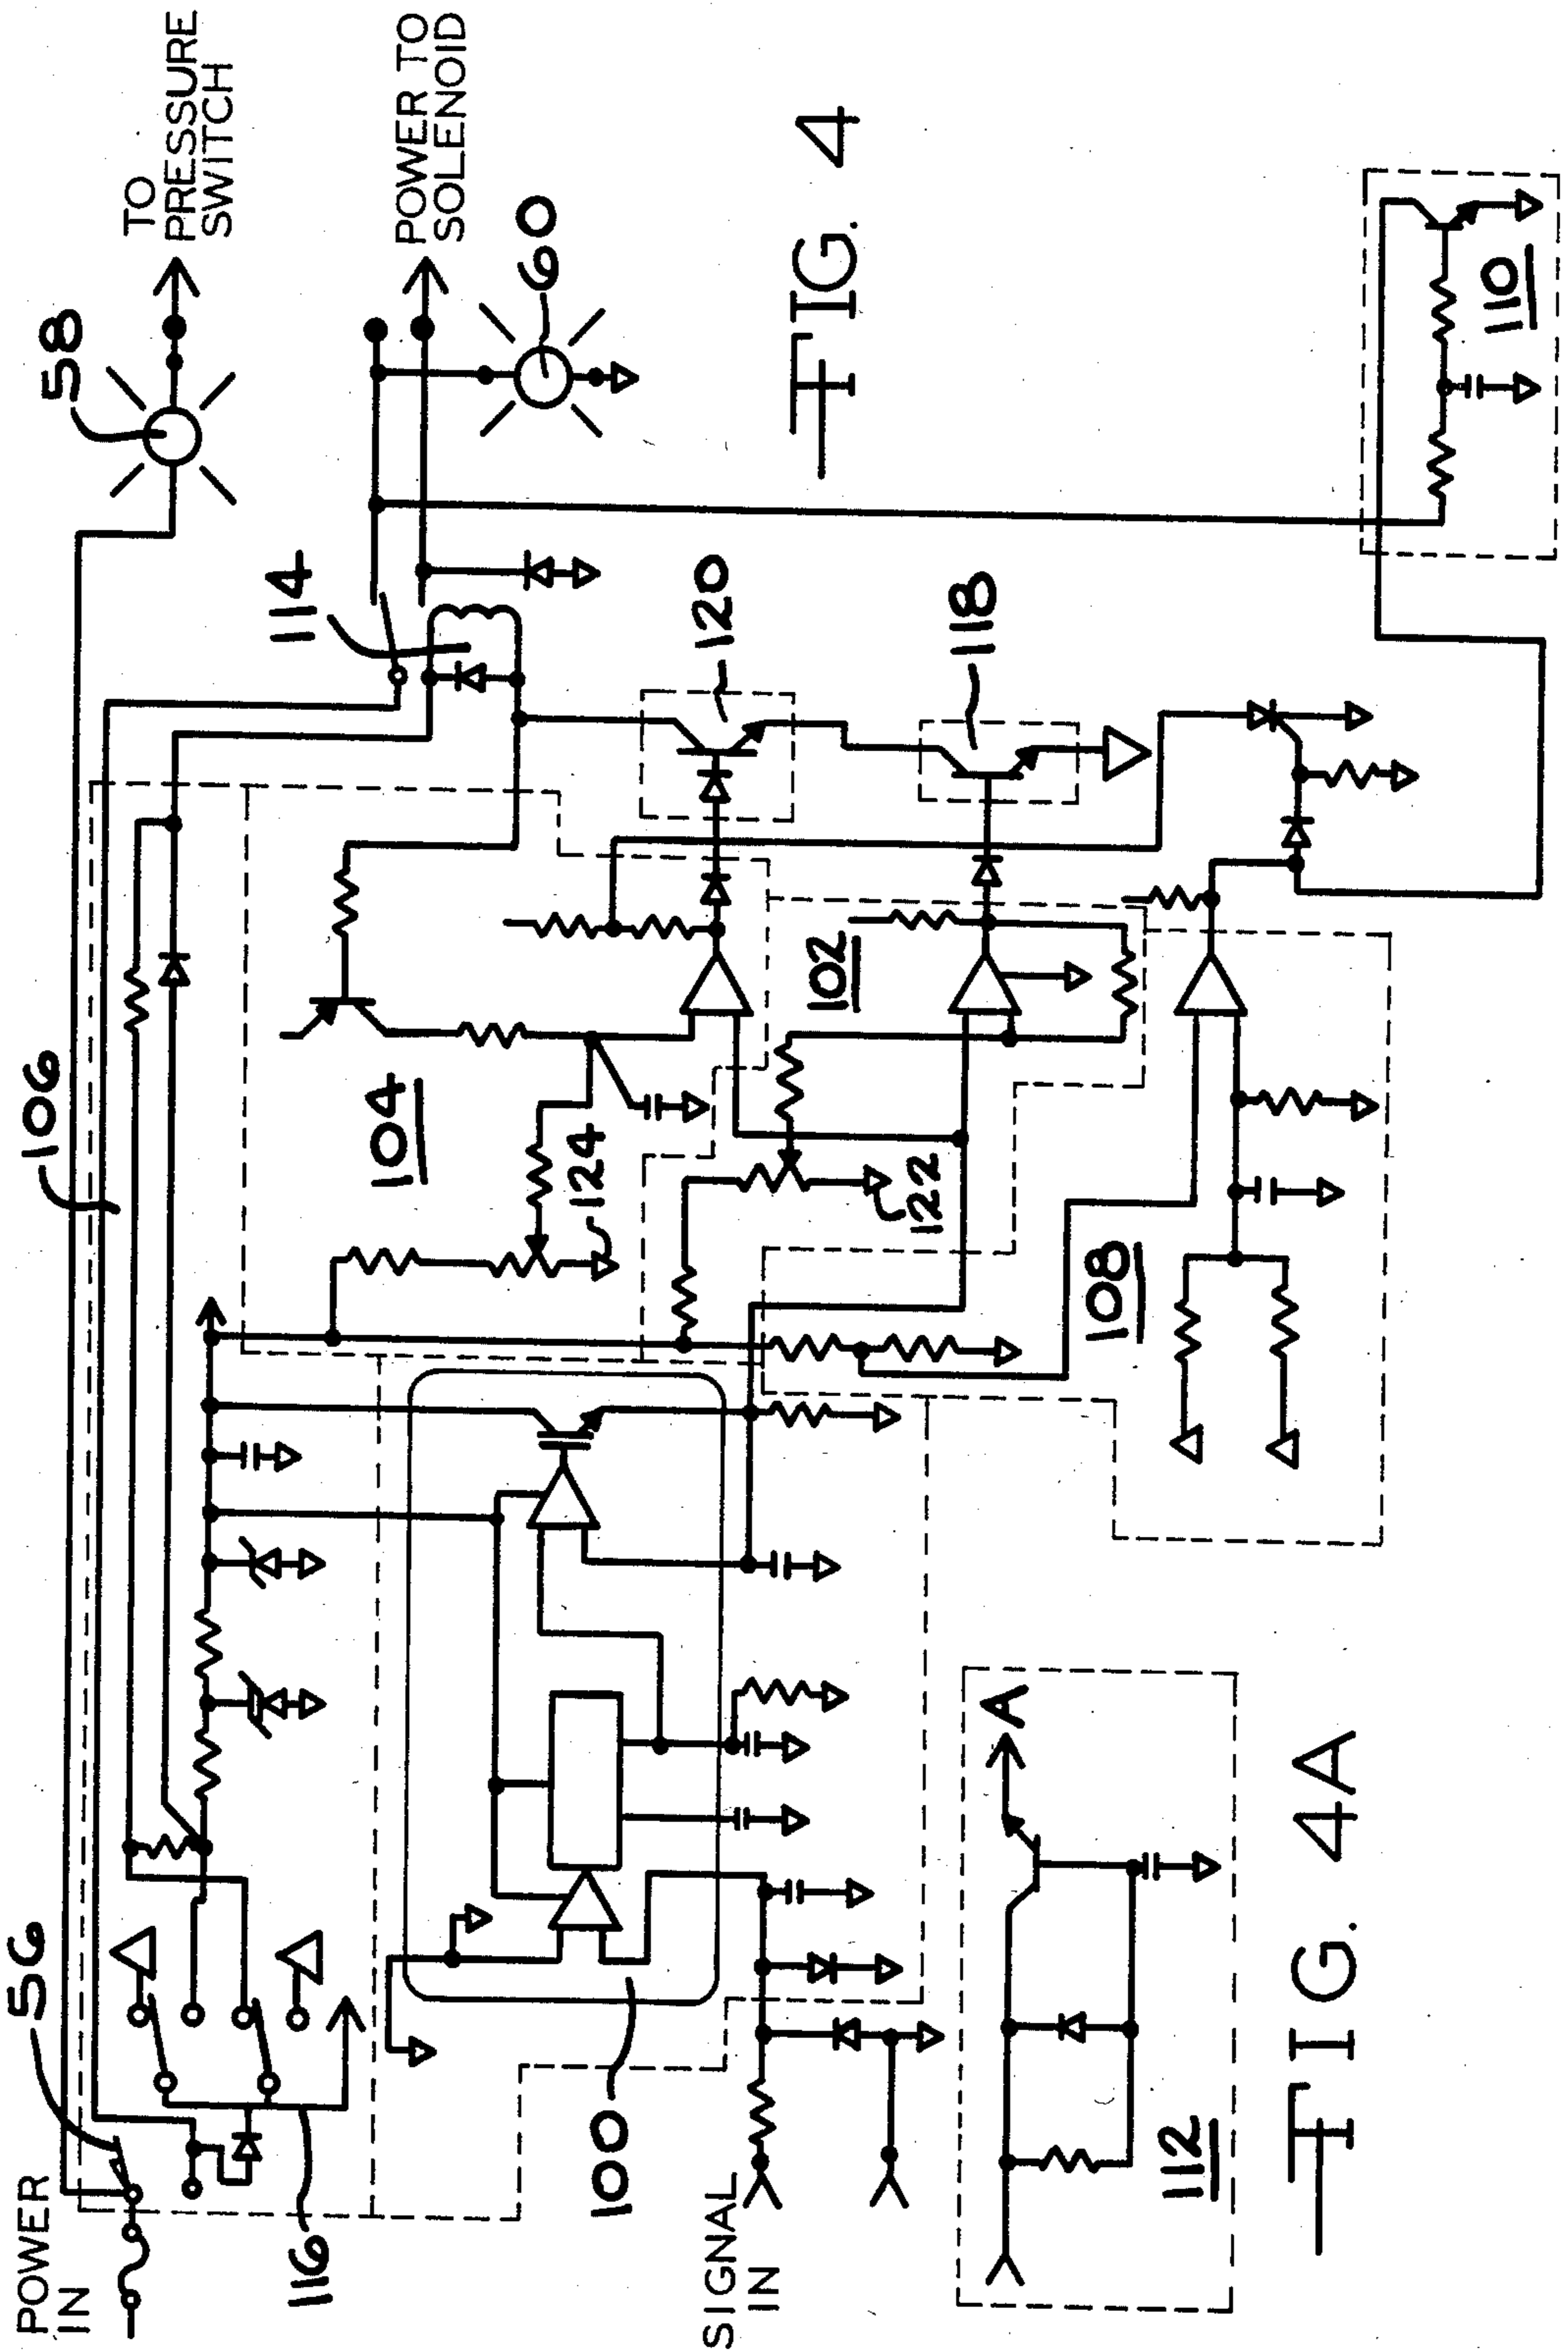 POWER
IN
56
58
TO
PRESSURE
SWITCH
106
116
114
POWER TO
SOLENOID
60
104
124
120
100
102
122
118
SIGNAL
IN
108
FIG. 4
112
A
110
FIG. 4A